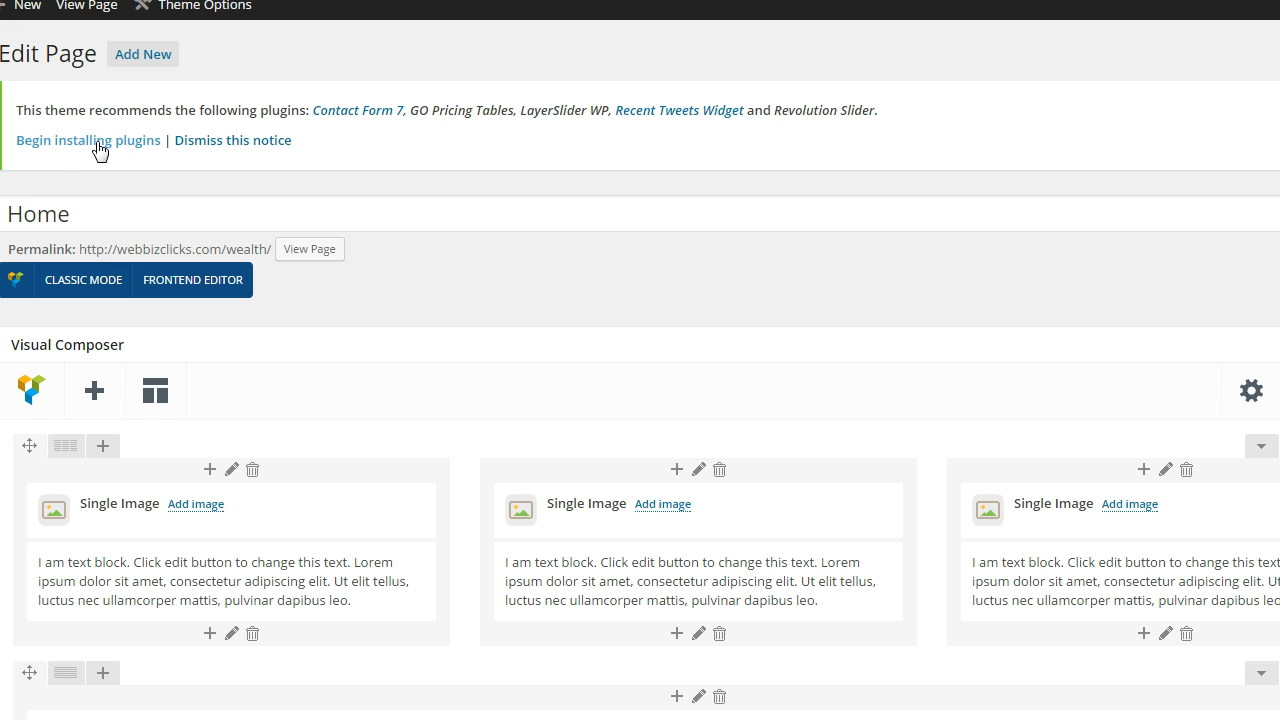 New View Page Theme Options
Edit Page Add New
This theme recommends the following plugins: Contact Form 7, GO Pricing Tables, LayerSlider WP, Recent Tweets Widget and Revolution Slider.
Begin installing plugins | Dismiss this notice
Home
Permalink: http://webbizclicks.com/wealth/ View Page
CLASSIC MODE FRONTEND EDITOR
Visual Composer
Single Image Add image
I am text block. Click edit button to change this text. Lorem
ipsum dolor sit amet, consectetur adipiscing elit. Ut elit tellus,
luctus nec ullamcorper mattis, pulvinar dapibus leo.
Single Image Add image
I am text block. Click edit button to change this text. Lorem
ipsum dolor sit amet, consectetur adipiscing elit. Ut elit tellus,
luctus nec ullamcorper mattis, pulvinar dapibus leo.
Single Image Add image
I am text block. Click edit button to change this text
ipsum dolor sit amet, consectetur adipiscing elit. Ut
luctus nec ullamcorper mattis, pulvinar dapibus leo